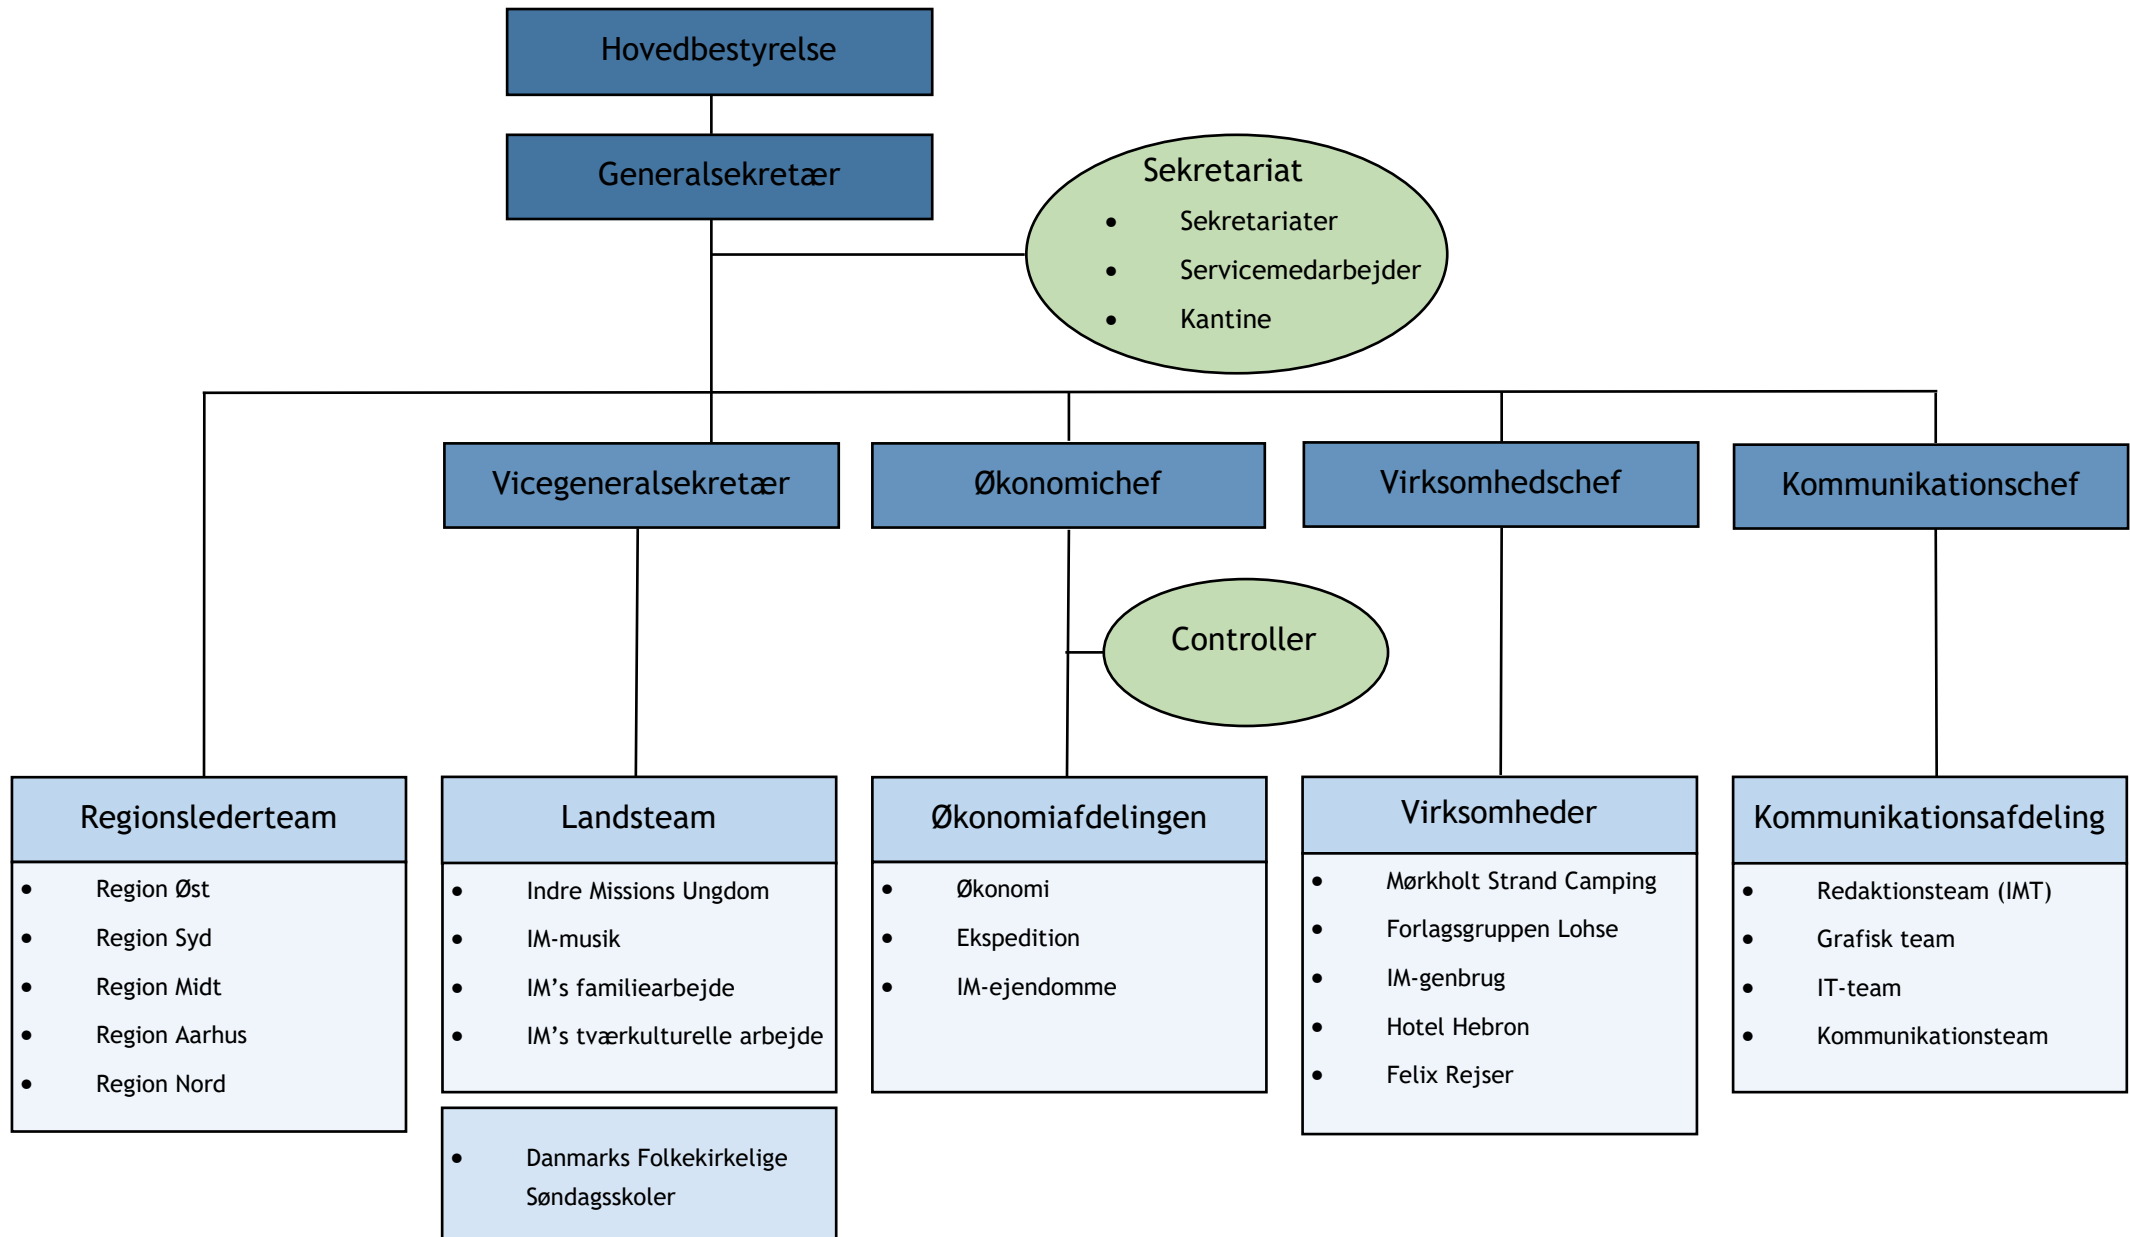 Hovedbestyrelse
Generalsekretær
Sekretariat
• Sekretariater
• Servicemedarbejder
• Kantine
Vicegeneralsekretær
Økonomichef
Virksomhedschef
Kommunikationschef
Controller
Regionslederteam
• Region Øst
• Region Syd
• Region Midt
• Region Aarhus
• Region Nord
Landsteam
• Indre Missions Ungdom
• IM-musik
• IM’s familiearbejde
• IM’s tværkulturelle arbejde
• Danmarks Folkekirkelige
Søndagsskoler
Økonomiafdelingen
• Økonomi
• Ekspedition
• IM-ejendomme
Virksomheder
• Mørkholt Strand Camping
• Forlagsgruppen Lohse
• IM-genbrug
• Hotel Hebron
• Felix Rejser
Kommunikationsafdeling
• Redaktionsteam (IMT)
• Grafisk team
• IT-team
• Kommunikationsteam